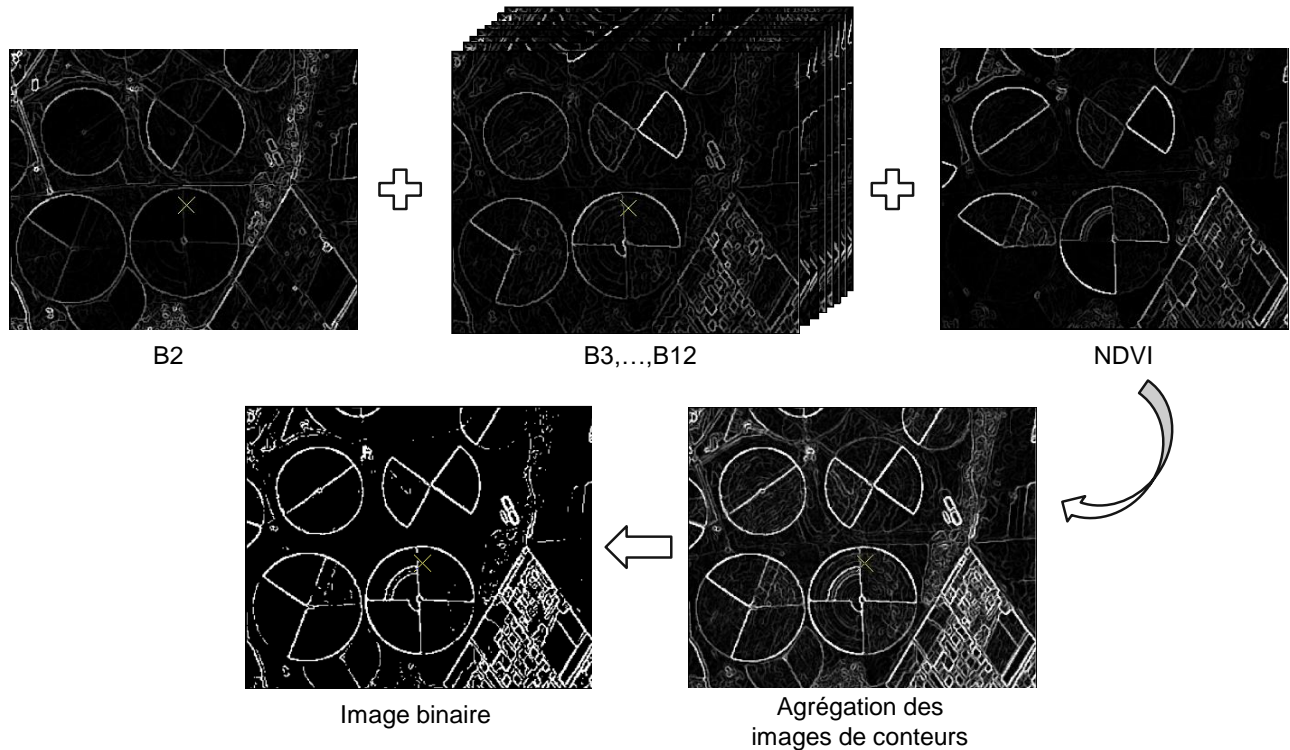 B2
B3,…,B12
NDVI
Image binaire
Agrégation des
images de conteurs